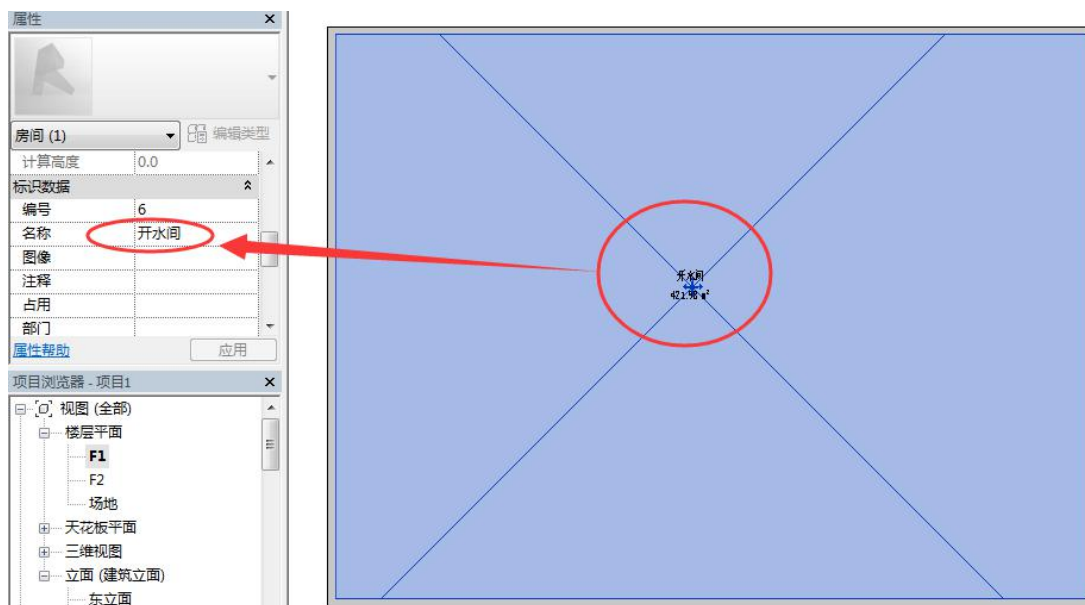 属性
房间 (1)
编辑类型
计算高度 0.0
标识数据
编号 6
名称 开水间
图像
注释
占用
部门
属性帮助
应用
项目浏览器 - 项目1
视图 (全部)
楼层平面
F1
F2
场地
天花板平面
三维视图
立面 (建筑立面)
东立面
开水间